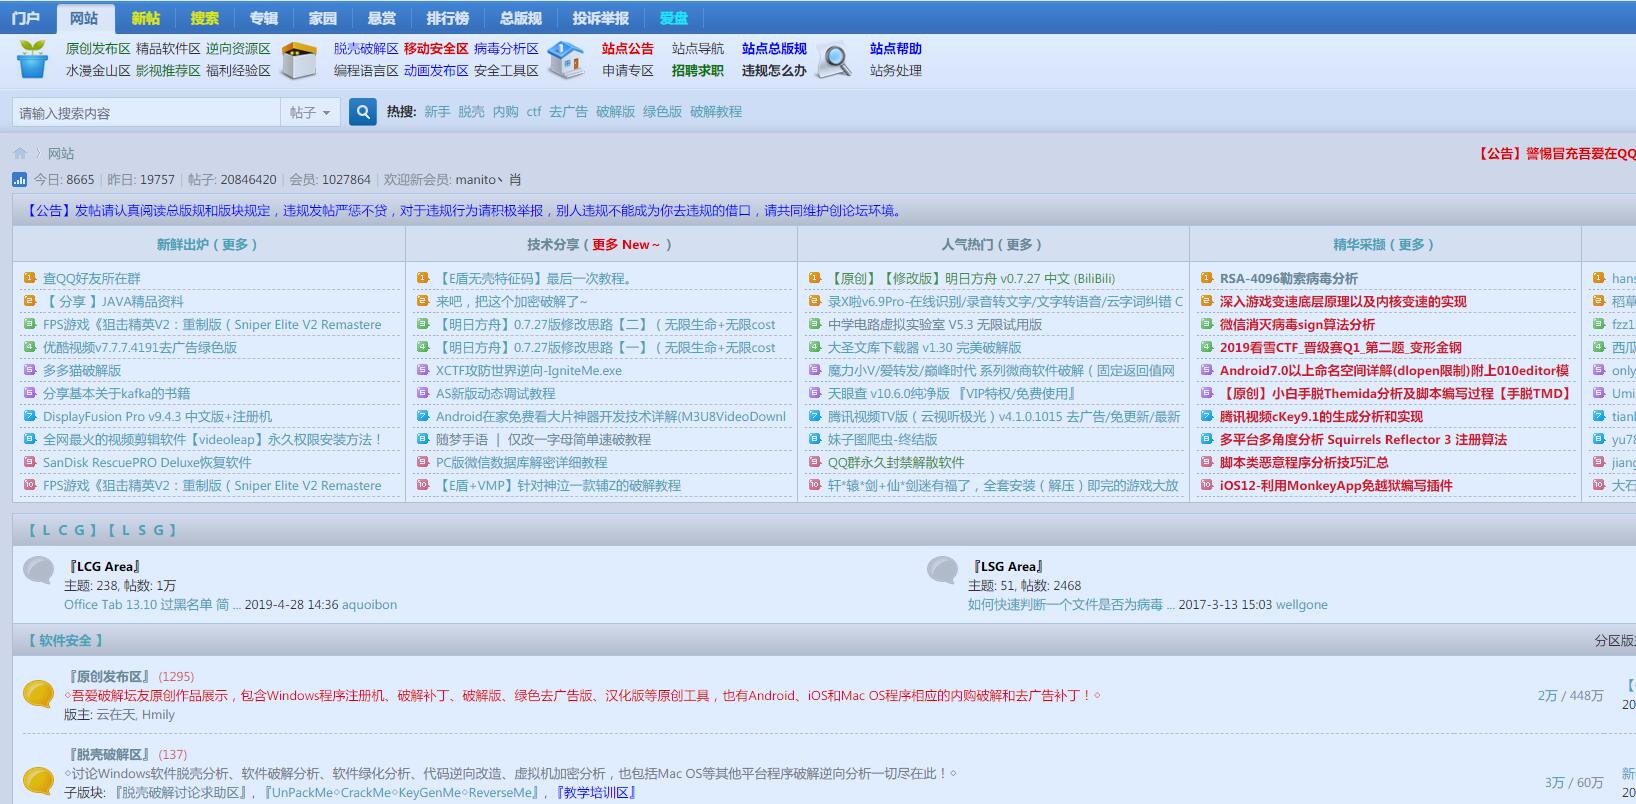 门户 网站 新帖 搜索 专辑 家园 悬赏 排行榜 总版规 投诉举报 爱盘
原创发布区 精品软件区 逆向资源区 脱壳破解区 移动安全区 病毒分析区 站点公告 站点导航 站点总版规 站点帮助
水漫金山区 影视推荐区 福利经验区 编程语言区 动画发布区 安全工具区 申请专区 招聘求职 违规怎么办 站务处理
请输入搜索内容 帖子 热搜: 新手 脱壳 内购 ctf 去广告 破解版 绿色版 破解教程
〉网站 【公告】警惕冒充吾爱在QQ
今日: 8665 | 昨日: 19757 | 帖子: 20846420 | 会员: 1027864 | 欢迎新会员: manito丶肖
【公告】发帖请认真阅读总版规和版块规定，违规发帖严惩不贷，对于违规行为请积极举报，别人违规不能成为你去违规的借口，请共同维护创论坛环境。
新鲜出炉（更多） 技术分享（更多 New～ ） 人气热门（更多） 精华采撷（更多）
1 查QQ好友所在群 1 【E盾无壳特征码】最后一次教程。 1 【原创】【修改版】明日方舟 v0.7.27 中文 (BiliBili) 1 RSA-4096勒索病毒分析 1 hans
2 【 分享 】JAVA精品资料 2 来吧，把这个加密破解了~ 2 录X啦v6.9Pro-在线识别/录音转文字/文字转语音/云字词纠错 C 2 深入游戏变速底层原理以及内核变速的实现 2 稻草
3 FPS游戏《狙击精英V2：重制版（Sniper Elite V2 Remastere 3 【明日方舟】0.7.27版修改思路【二】（ 无限生命+无限cost 3 中学电路虚拟实验室 V5.3 无限试用版 3 微信消灭病毒sign算法分析 3 fzz1
4 优酷视频v7.7.7.4191去广告绿色版 4 【明日方舟】0.7.27版修改思路【一】（ 无限生命+无限cost 4 大圣文库下载器 v1.30 完美破解版 4 2019看雪CTF_晋级赛Q1_第二题_变形金钢 4 西瓜
5 多多猫破解版 5 XCTF攻防世界逆向-IgniteMe.exe 5 魔力小V/爱转发/巅峰时代 系列微商软件破解（ 固定返回值网 5 Android7.0以上命名空间详解(dlopen限制)附上010editor模 5 only
6 分享基本关于kafka的书籍 6 AS新版动态调试教程 6 天眼查 v10.6.0纯净版 『VIP特权/免费使用』 6 【原创】小白手脱Themida分析及脚本编写过程【手脱TMD】 6 Umi
7 DisplayFusion Pro v9.4.3 中文版+注册机 7 Android在家免费看大片神器开发技术详解(M3U8VideoDownl 7 腾讯视频TV版（云视听极光）v4.1.0.1015 去广告/免更新/最新 7 腾讯视频cKey9.1的生成分析和实现 7 tianl
8 全网最火的视频剪辑软件【videoleap】永久权限安装方法！ 8 随梦手语 | 仅改一字母简单速破教程 8 妹子图爬虫-终结版 8 多平台多角度分析 Squirrels Reflector 3 注册算法 8 yu78
9 SanDisk RescuePRO Deluxe恢复软件 9 PC版微信数据库解密详细教程 9 QQ群永久封禁解散软件 9 脚本类恶意程序分析技巧汇总 9 jiang
10 FPS游戏《狙击精英V2：重制版（Sniper Elite V2 Remastere 10 【E盾+VMP】针对神泣一款辅Z的破解教程 10 轩*辕*剑+仙*剑迷有福了，全套安装（解压）即完的游戏大放 10 iOS12-利用MonkeyApp免越狱编写插件 10 大石
【 L C G 】【 L S G 】
『LCG Area』 『LSG Area』
主题: 238, 帖数: 1万 主题: 51, 帖数: 2468
Office Tab 13.10 过黑名单 简 ... 2019-4-28 14:36 aquoibon 如何快速判断一个文件是否为病毒 ... 2017-3-13 15:03 wellgone
【 软件安全 】 分区版
『原创发布区』 (1295)
◇吾爱破解坛友原创作品展示，包含Windows程序注册机、破解补丁、破解版、绿色去广告版、汉化版等原创工具，也有Android、iOS和Mac OS程序相应的内购破解和去广告补丁！◇ 2万 / 448万
版主: 云在天, Hmily 20
『脱壳破解区』 (137)
◇讨论Windows软件脱壳分析、软件破解分析、软件绿化分析、代码逆向改造、虚拟机加密分析，也包括Mac OS等其他平台程序破解逆向分析一切尽在此！◇ 3万 / 60万 新
子版块: 『脱壳破解讨论求助区』, 『UnPackMe◇CrackMe◇KeyGenMe◇ReverseMe』, 『教学培训区』 20